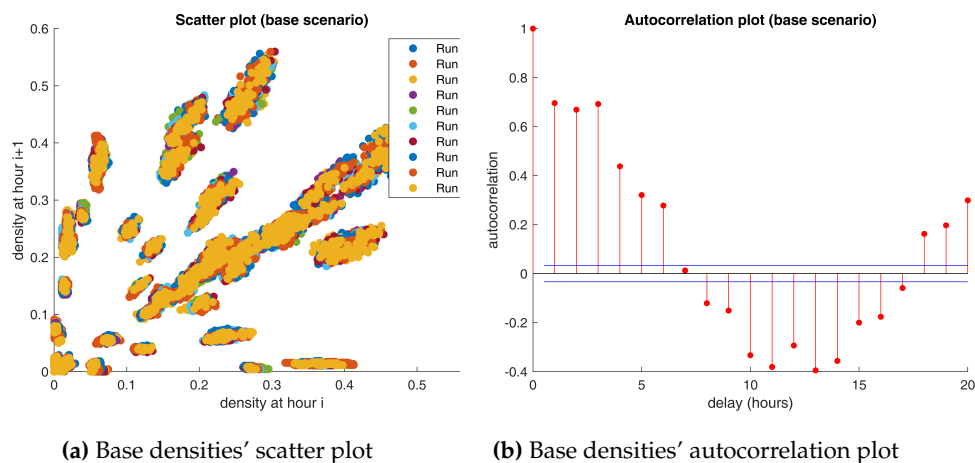 Scatter plot (base scenario)
0.6
0.5
0.4
0.3
0.2
0.1
0
density at hour i+1
0 0.1 0.2 0.3 0.4 0.5
density at hour i
Run
Run
Run
Run
Run
Run
Run
Run
Run
Run
(a) Base densities' scatter plot
Autocorrelation plot (base scenario)
1
0.8
0.6
0.4
0.2
0
-0.2
-0.4
autocorrelation
0 5 10 15 20
delay (hours)
(b) Base densities' autocorrelation plot